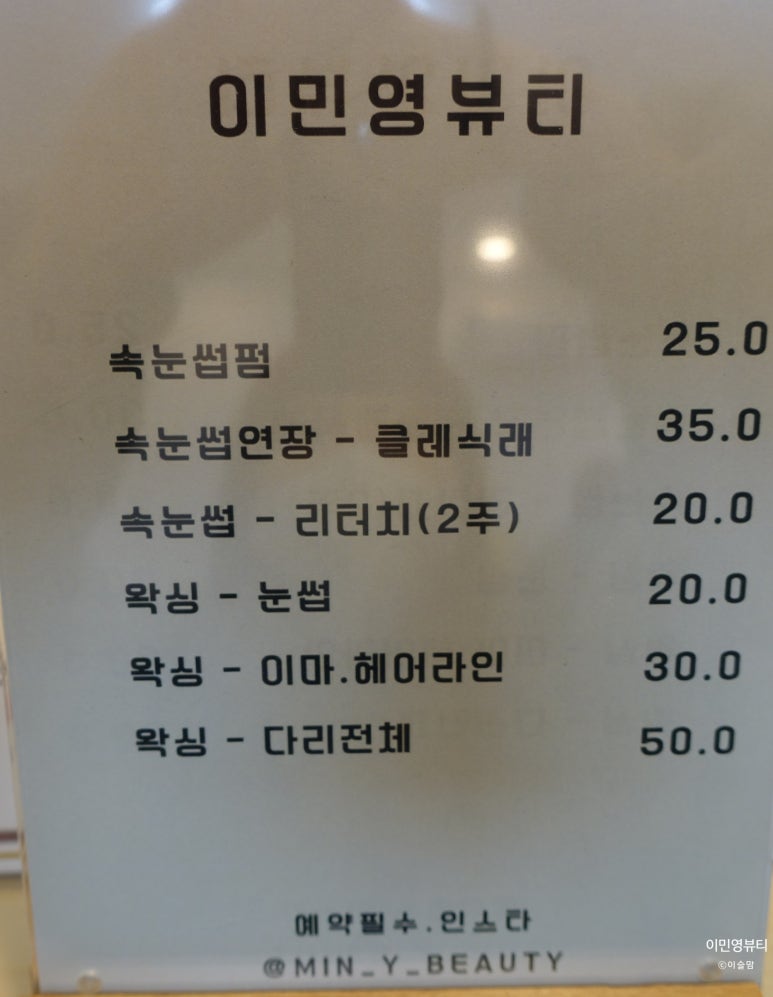 이민영뷰티
속눈썹펌 25.0
속눈썹연장 - 클레식래 35.0
속눈썹 - 리터치(2주) 20.0
왁싱 - 눈썹 20.0
왁싱 - 이마.헤어라인 30.0
왁싱 - 다리전체 50.0
예약필수.인스타
@MIN_Y_BEAUTY
이민영뷰티
©이슬맘